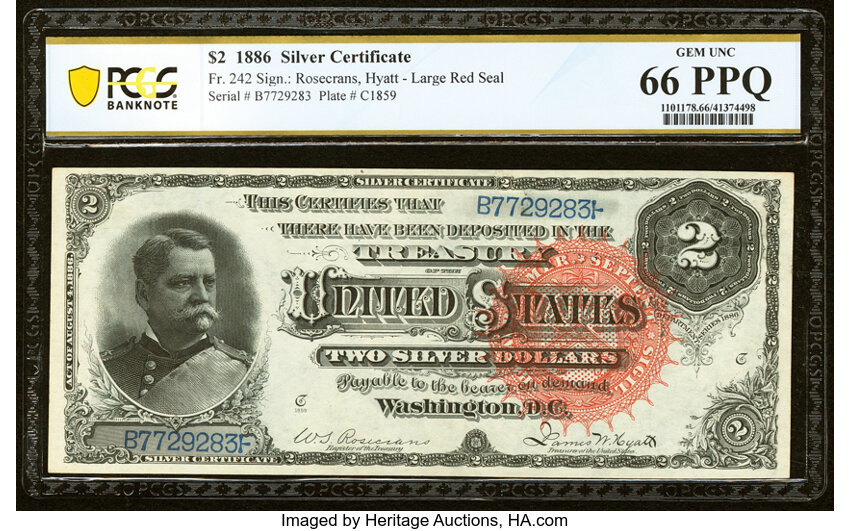 $2 1886 Silver Certificate
Fr. 242 Sign.: Rosecrans, Hyatt - Large Red Seal
Serial # B7729283 Plate # C1859
PCGS
BANKNOTE
GEM UNC
66 PPQ
1101178.66/41374498
SILVER CERTIFICATE
2
THIS CERTIFIES THAT
B7729283
THERE HAVE BEEN DEPOSITED IN THE
TREASURY
OF THE
UNITED STATES
TWO SILVER DOLLARS
Payable to the bearer on demand
Washington, D.C.
2
ACT OF AUGUST 4, 1886
SERIES 1886
C
C
1859
B7729283
W.S. Rosecrans
Register of the Treasury
James W. Hyatt
Treasurer of the United States
SILVER CERTIFICATE
2
Imaged by Heritage Auctions, HA.com